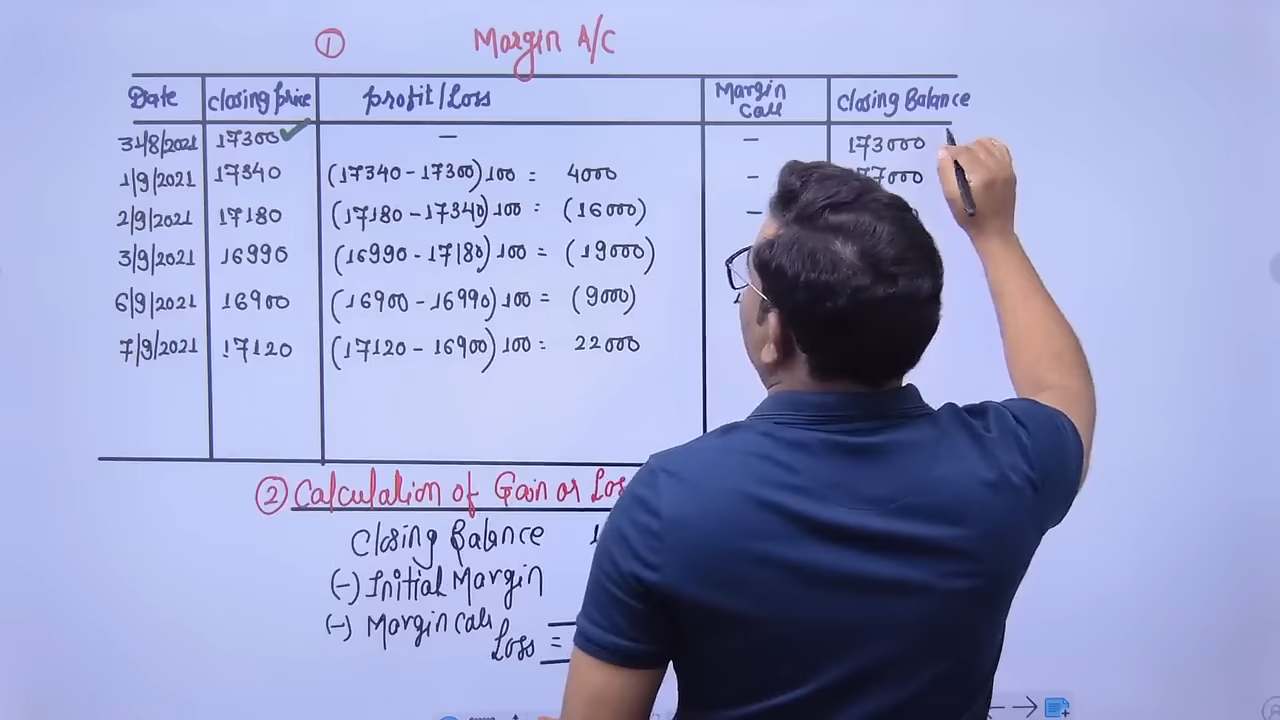 ① Margin A/C
Date closing price profit/Loss Margin Call closing Balance
31/8/2021 17300 – – 173000
1/9/2021 17340 (17340-17300)100 = 4000 – 77000
2/9/2021 17180 (17180-17340)100 = (16000) –
3/9/2021 16990 (16990-17180)100 = (19000)
6/9/2021 16900 (16900-16990)100 = (9000)
7/9/2021 17120 (17120-16900)100 = 22000
② Calculation of Gain or Los
Closing Balance 1
(-) Initial Margin
(-) Margin call
Loss =